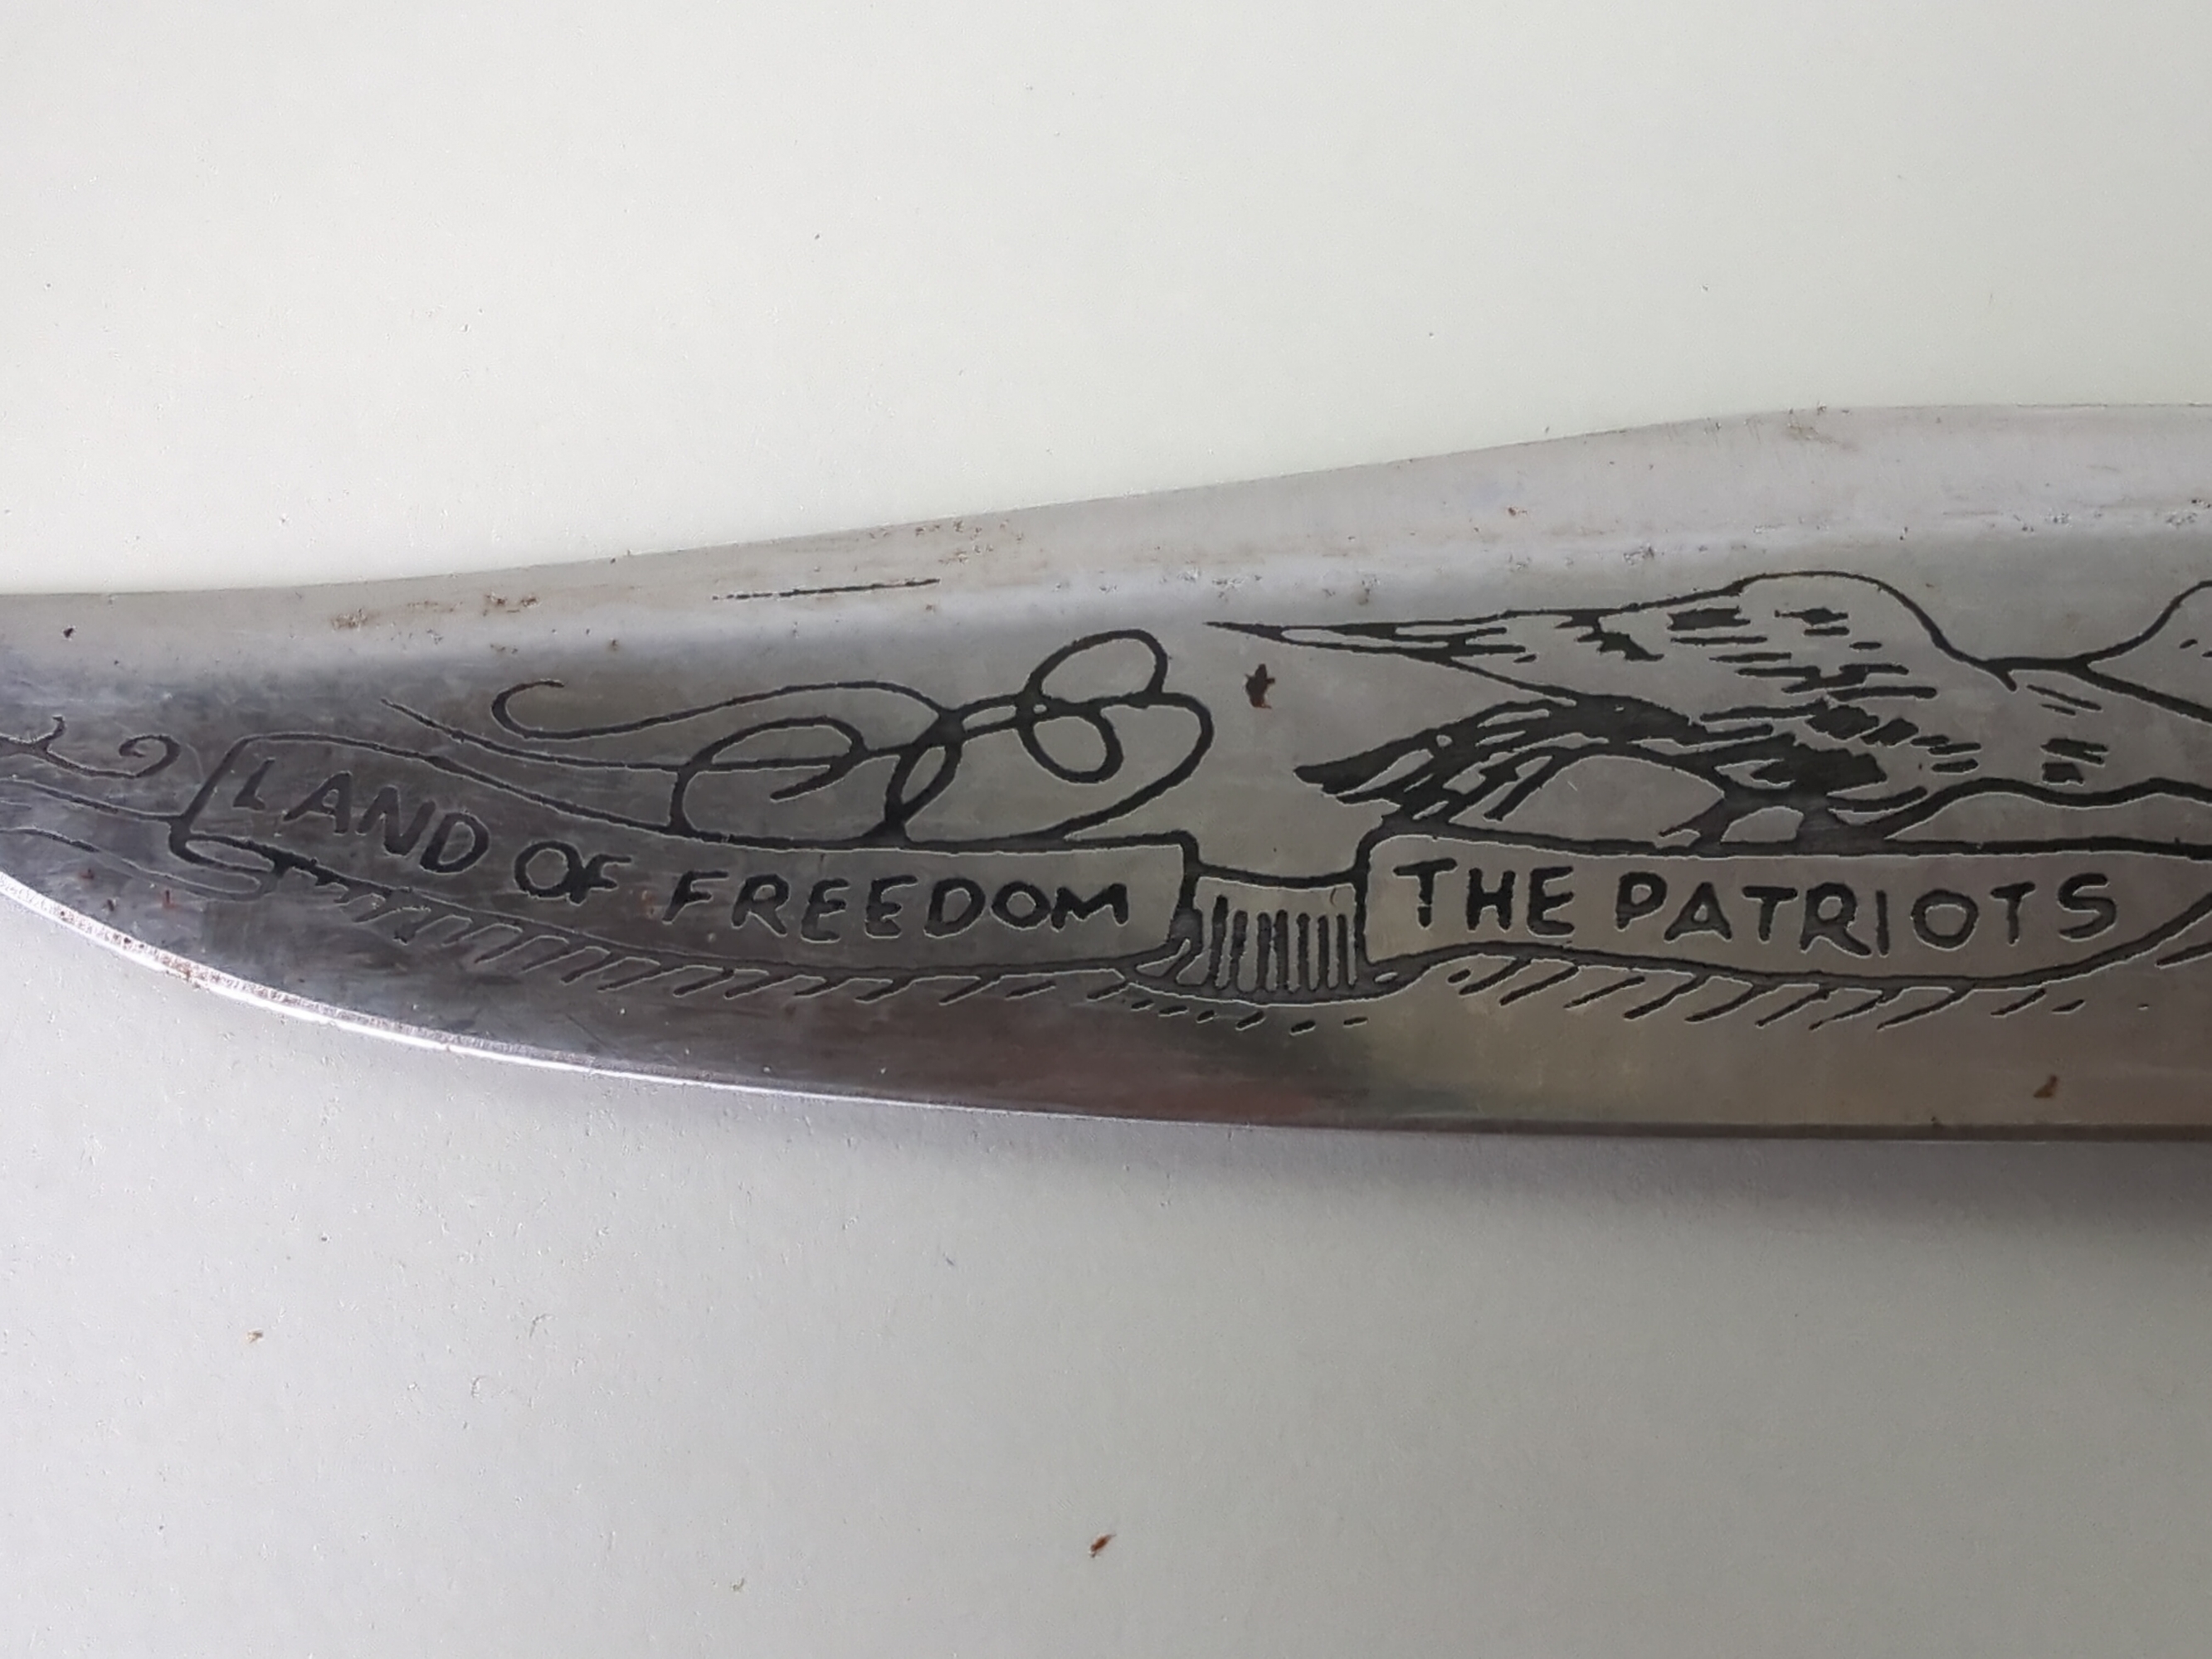 LAND OF FREEDOM
THE PATRIOTS